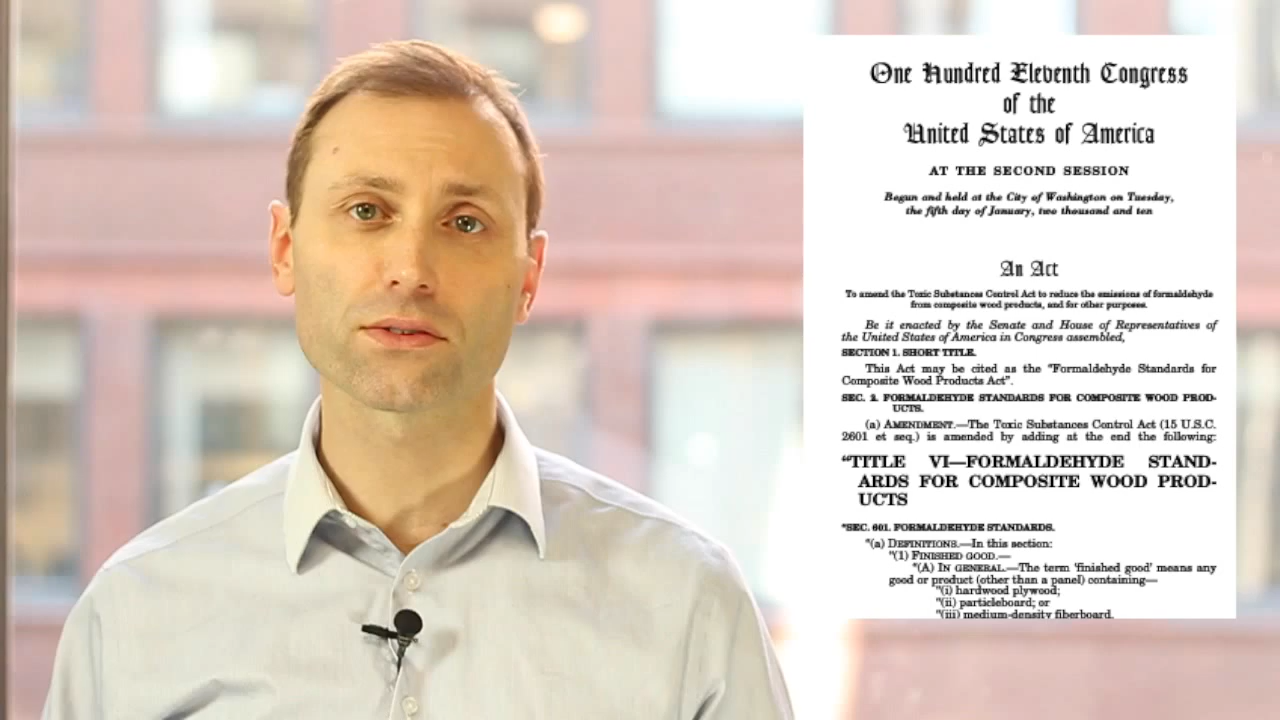 One Hundred Eleventh Congress
of the
United States of America
AT THE SECOND SESSION
Begun and held at the City of Washington on Tuesday,
the fifth day of January, two thousand and ten
An Act
To amend the Toxic Substances Control Act to reduce the emissions of formaldehyde
from composite wood products, and for other purposes.
Be it enacted by the Senate and House of Representatives of
the United States of America in Congress assembled,
SECTION 1. SHORT TITLE.
This Act may be cited as the “Formaldehyde Standards for
Composite Wood Products Act”.
SEC. 2. FORMALDEHYDE STANDARDS FOR COMPOSITE WOOD PROD-
UCTS.
(a) AMENDMENT.—The Toxic Substances Control Act (15 U.S.C.
2601 et seq.) is amended by adding at the end the following:
“TITLE VI—FORMALDEHYDE STAND-
ARDS FOR COMPOSITE WOOD PROD-
UCTS
“SEC. 601. FORMALDEHYDE STANDARDS.
“(a) DEFINITIONS.—In this section:
“(1) FINISHED GOOD.—
“(A) IN GENERAL.—The term ‘finished good’ means any
good or product (other than a panel) containing—
“(i) hardwood plywood;
“(ii) particleboard; or
“(iii) medium-density fiberboard.